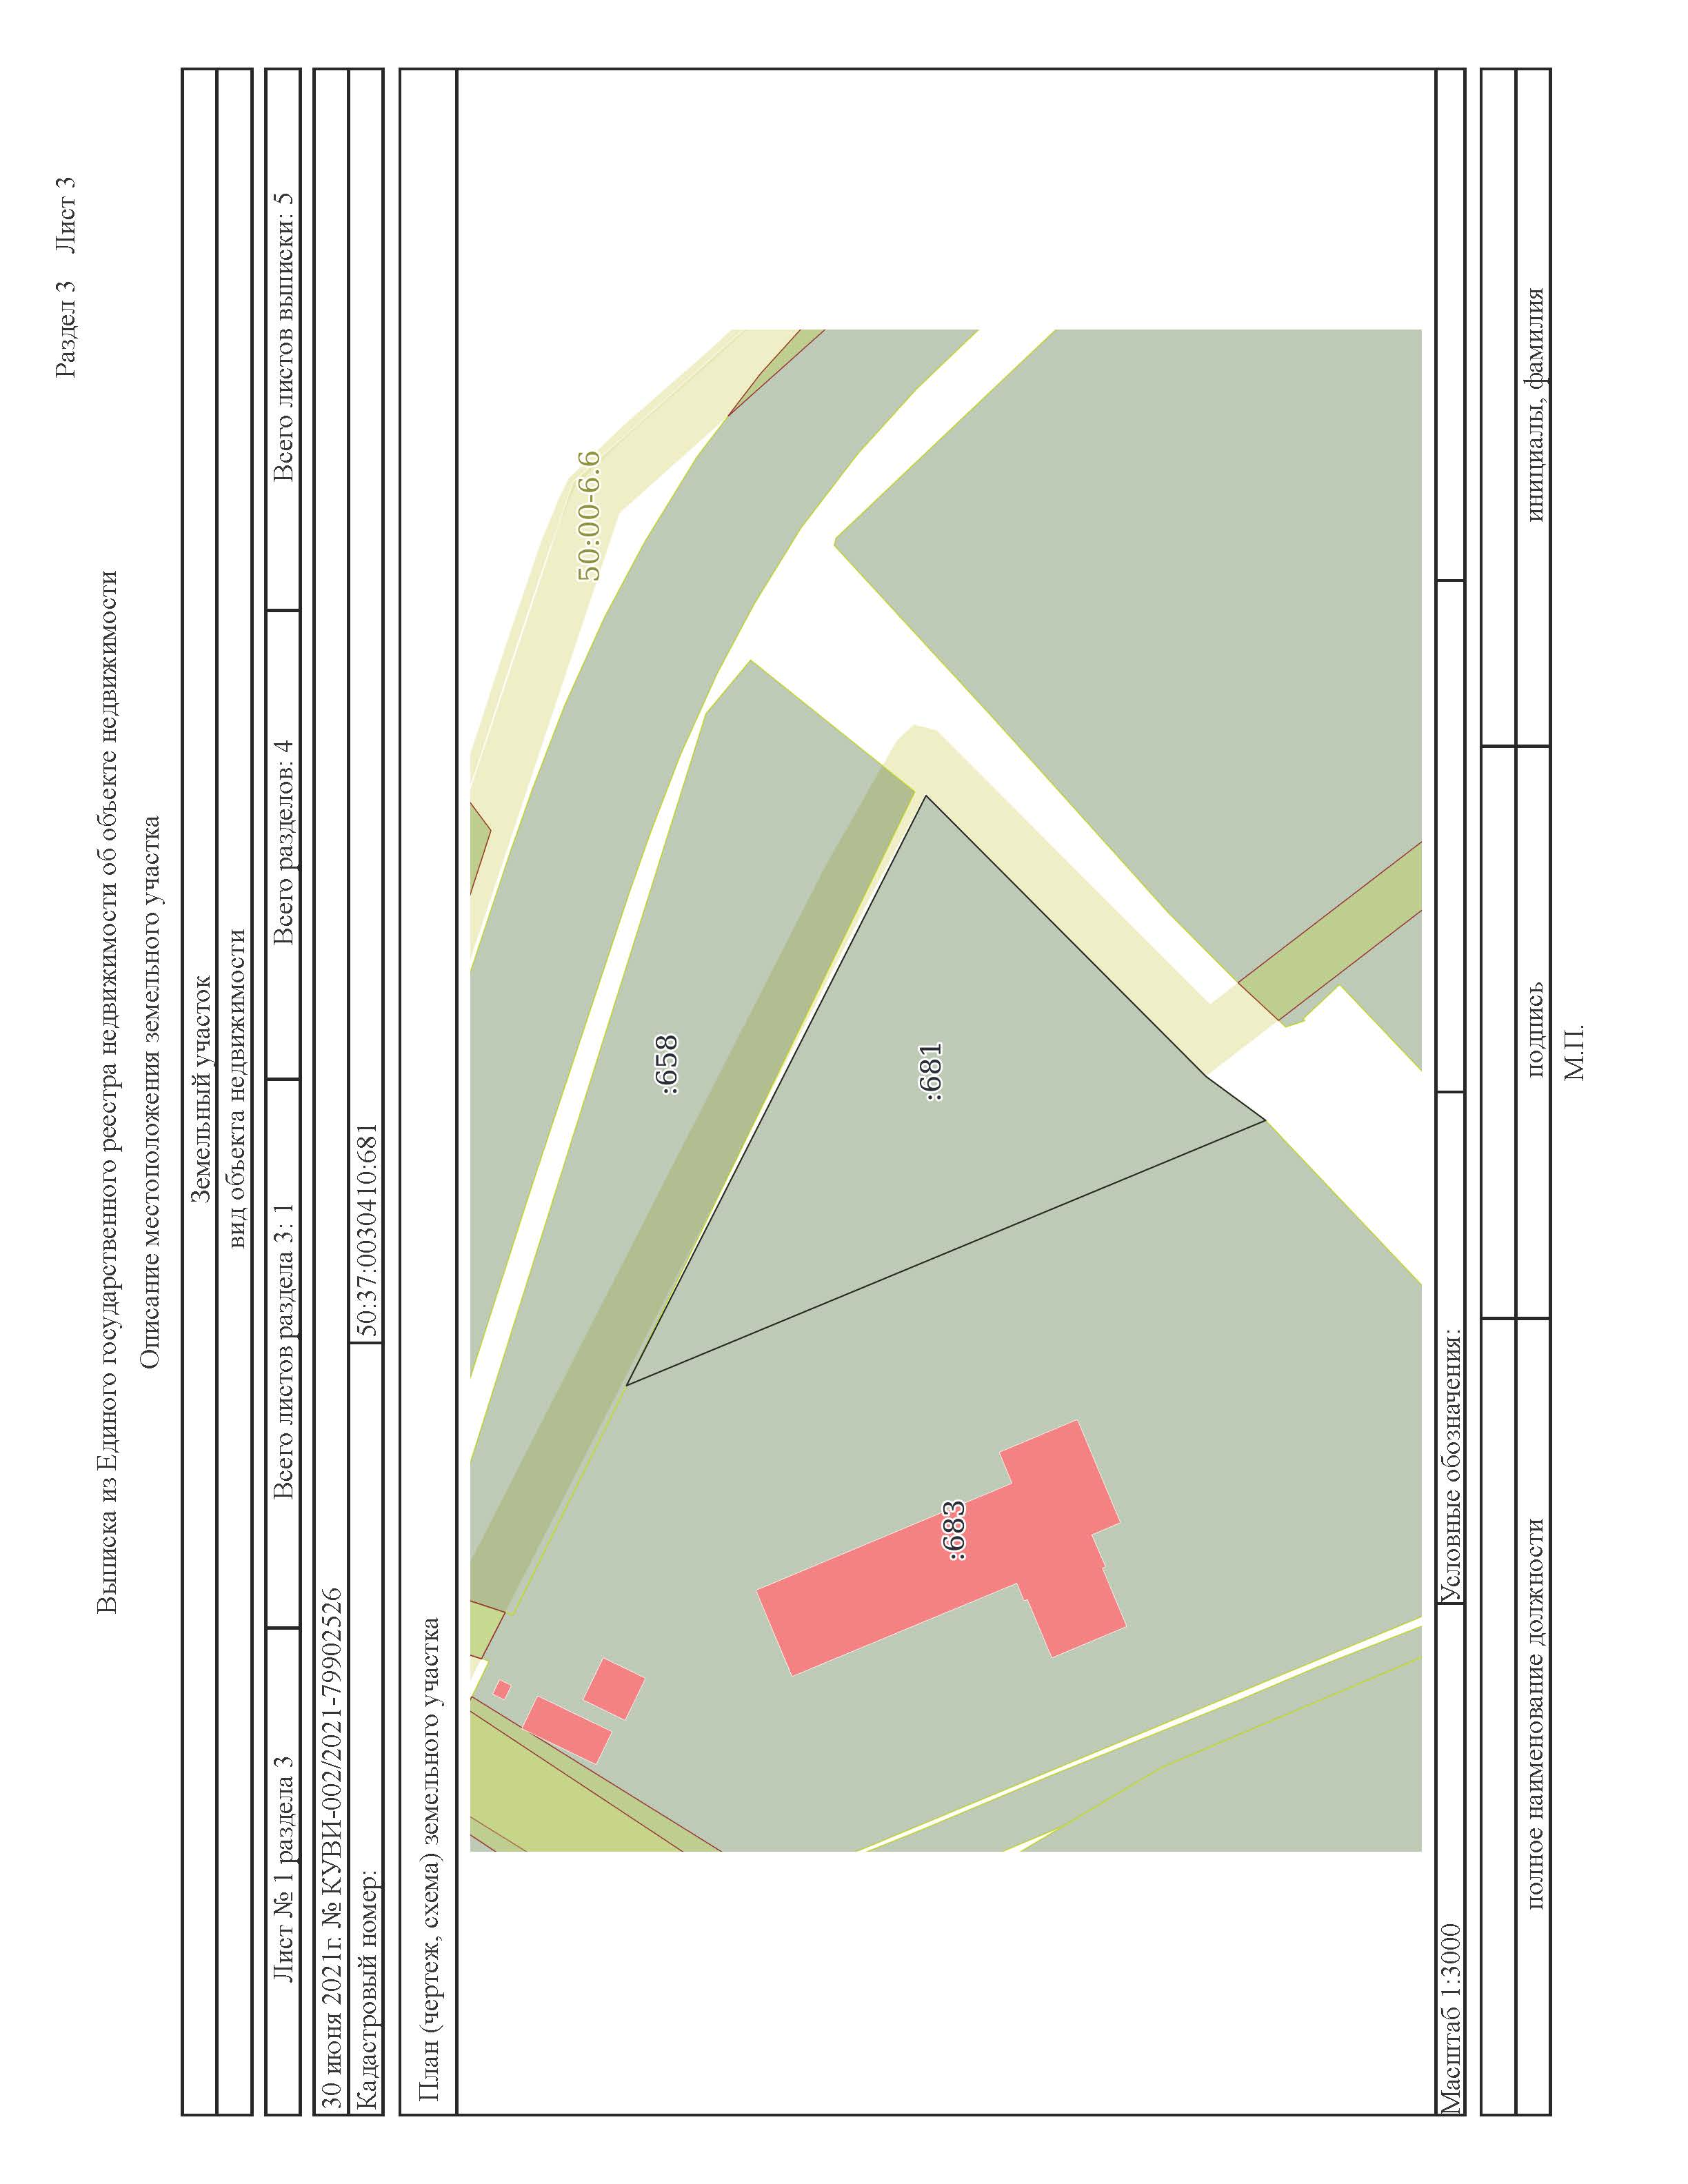 Раздел 3 Лист 3
Выписка из Единого государственного реестра недвижимости об объекте недвижимости
Описание местоположения земельного участка
Земельный участок
вид объекта недвижимости
Лист № 1 раздела 3 Всего листов раздела 3: 1 Всего разделов: 4 Всего листов выписки: 5
30 июня 2021г. № КУВИ-002/2021-79902526
Кадастровый номер: 50:37:0030410:681
План (чертеж, схема) земельного участка
50:00-6.6
:658
:681
:683
Масштаб 1:3000 Условные обозначения:
полное наименование должности подпись инициалы, фамилия
М.П.